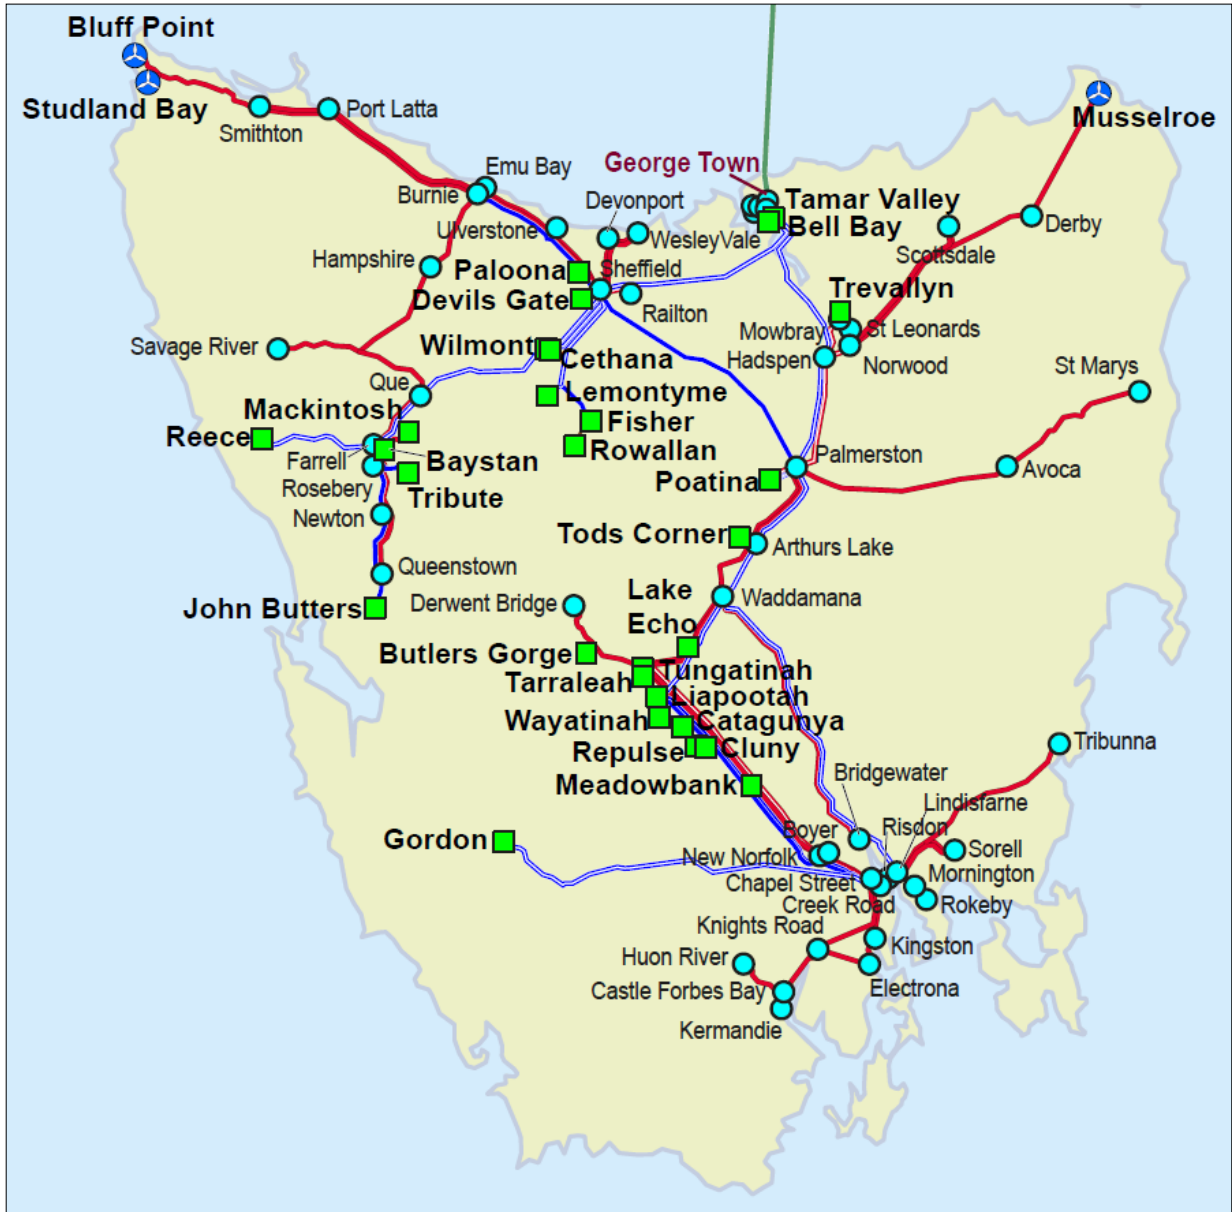 Bluff Point
Studland Bay
Smithton
Port Latta
Musselroe
George Town
Emu Bay
Burnie
Devonport
Tamar Valley
Bell Bay
Ulverstone
WesleyVale
Scottsdale
Derby
Hampshire
Paloona
Sheffield
Devils Gate
Railton
Trevallyn
Mowbray
St Leonards
Savage River
Wilmont
Cethana
Hadspen
Norwood
St Marys
Que
Lemontyme
Mackintosh
Fisher
Reece
Rowallan
Farrell
Baystan
Palmerston
Avoca
Rosebery
Tribute
Poatina
Newton
Tods Corner
Arthurs Lake
Queenstown
John Butters
Derwent Bridge
Lake
Echo
Waddamana
Butlers Gorge
Tungatinah
Tarraleah
Liapootah
Wayatinah
Catagunya
Repulse
Cluny
Tribunna
Meadowbank
Bridgewater
Lindisfarne
Gordon
Boyer
Risdon
New Norfolk
Sorell
Chapel Street
Mornington
Creek Road
Rokeby
Knights Road
Kingston
Huon River
Electrona
Castle Forbes Bay
Kermandie